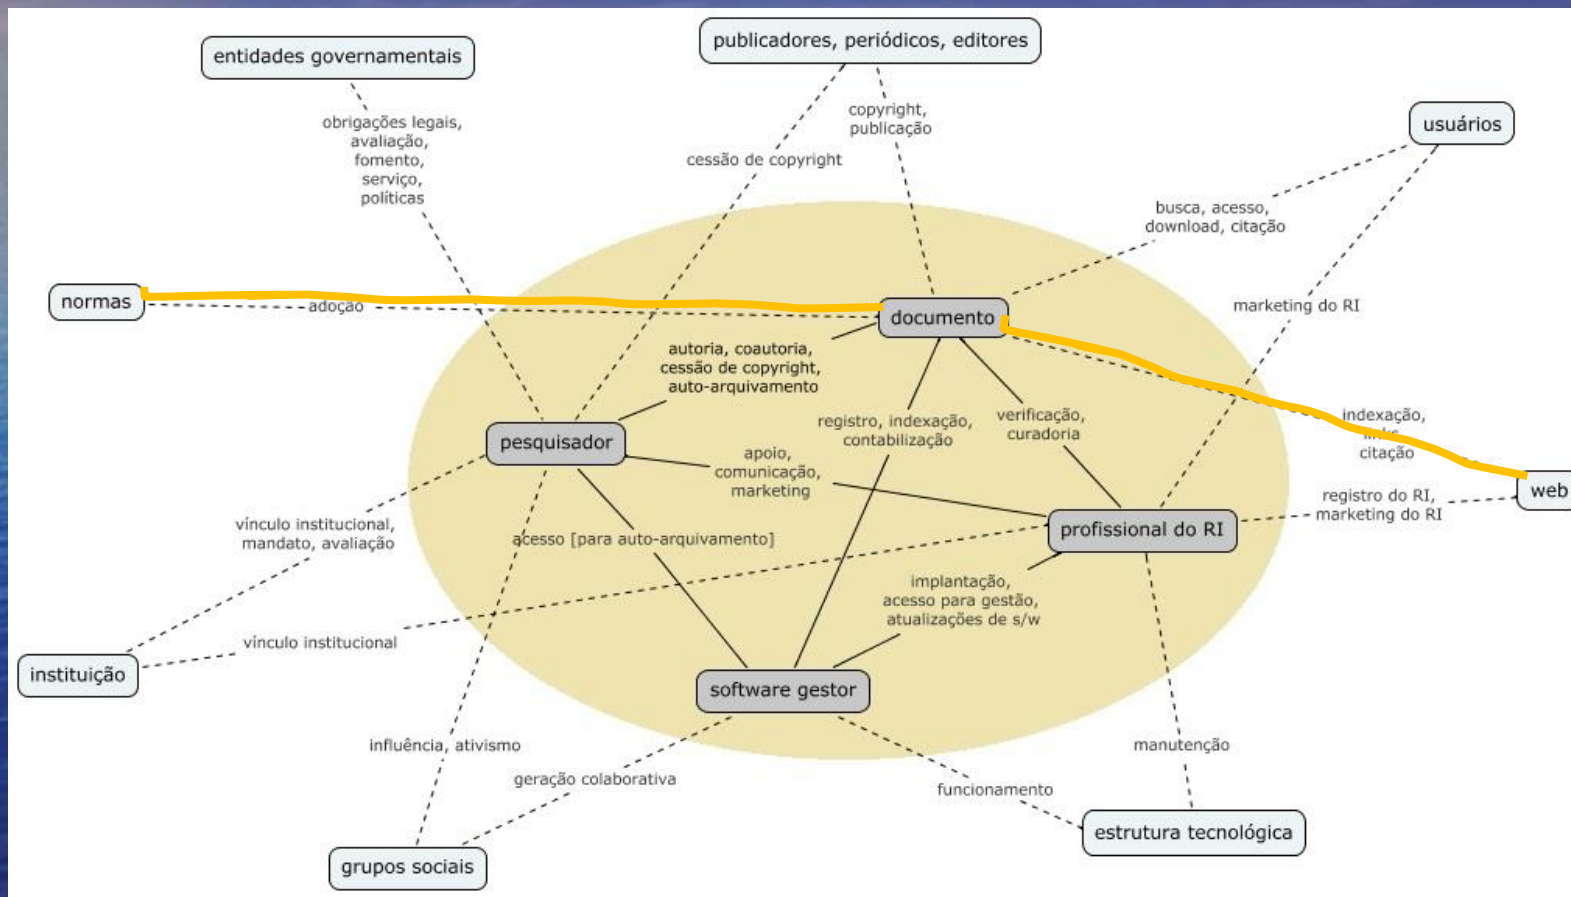 publicadores, periódicos, editores
entidades governamentais
copyright,
publicação
usuários
obrigações legais,
avaliação,
fomento,
serviço,
políticas
cessão de copyright
busca, acesso,
download, citação
normas
adoção
marketing do RI
documento
autoria, coautoria,
cessão de copyright,
auto-arquivamento
registro, indexação,
contabilização
verificação,
curadoria
indexação,
links,
citação
pesquisador
apoio,
comunicação,
marketing
web
registro do RI,
marketing do RI
vínculo institucional,
mandato, avaliação
acesso [para auto-arquivamento]
profissional do RI
implantação,
acesso para gestão,
atualizações de s/w
vínculo institucional
instituição
software gestor
influência, ativismo
manutenção
geração colaborativa
funcionamento
estrutura tecnológica
grupos sociais